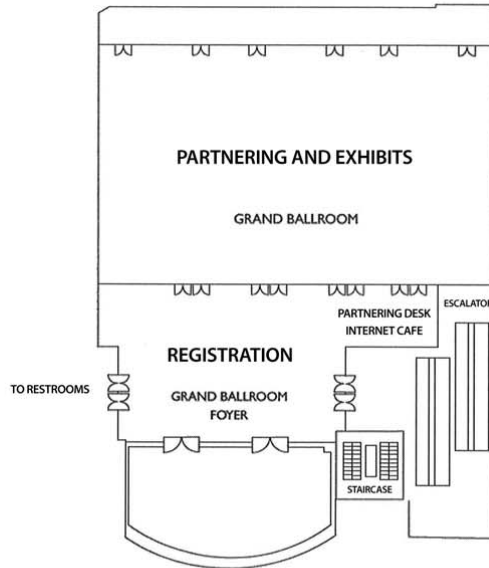 PARTNERING AND EXHIBITS
GRAND BALLROOM
PARTNERING DESK
INTERNET CAFE
ESCALATOR
REGISTRATION
TO RESTROOMS
GRAND BALLROOM
FOYER
STAIRCASE